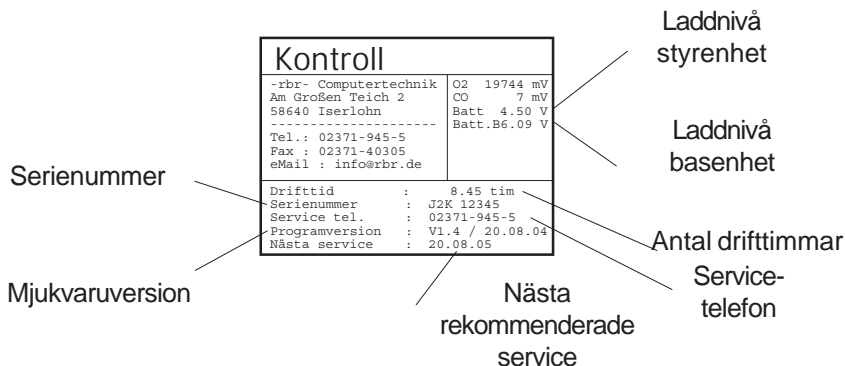 Kontroll
-rbr- Computertechnik
Am Großen Teich 2
58640 Iserlohn
--------------------
Tel.: 02371-945-5
Fax : 02371-40305
eMail : info@rbr.de
O2 19744 mV
CO 7 mV
Batt 4.50 V
Batt.B6.09 V
Drifttid : 8.45 tim
Serienummer : J2K 12345
Service tel. : 02371-945-5
Programversion : V1.4 / 20.08.04
Nästa service : 20.08.05
Laddnivå
styrenhet
Laddnivå
basenhet
Serienummer
Antal drifttimmar
Service-
telefon
Mjukvaruversion
Nästa
rekommenderade
service